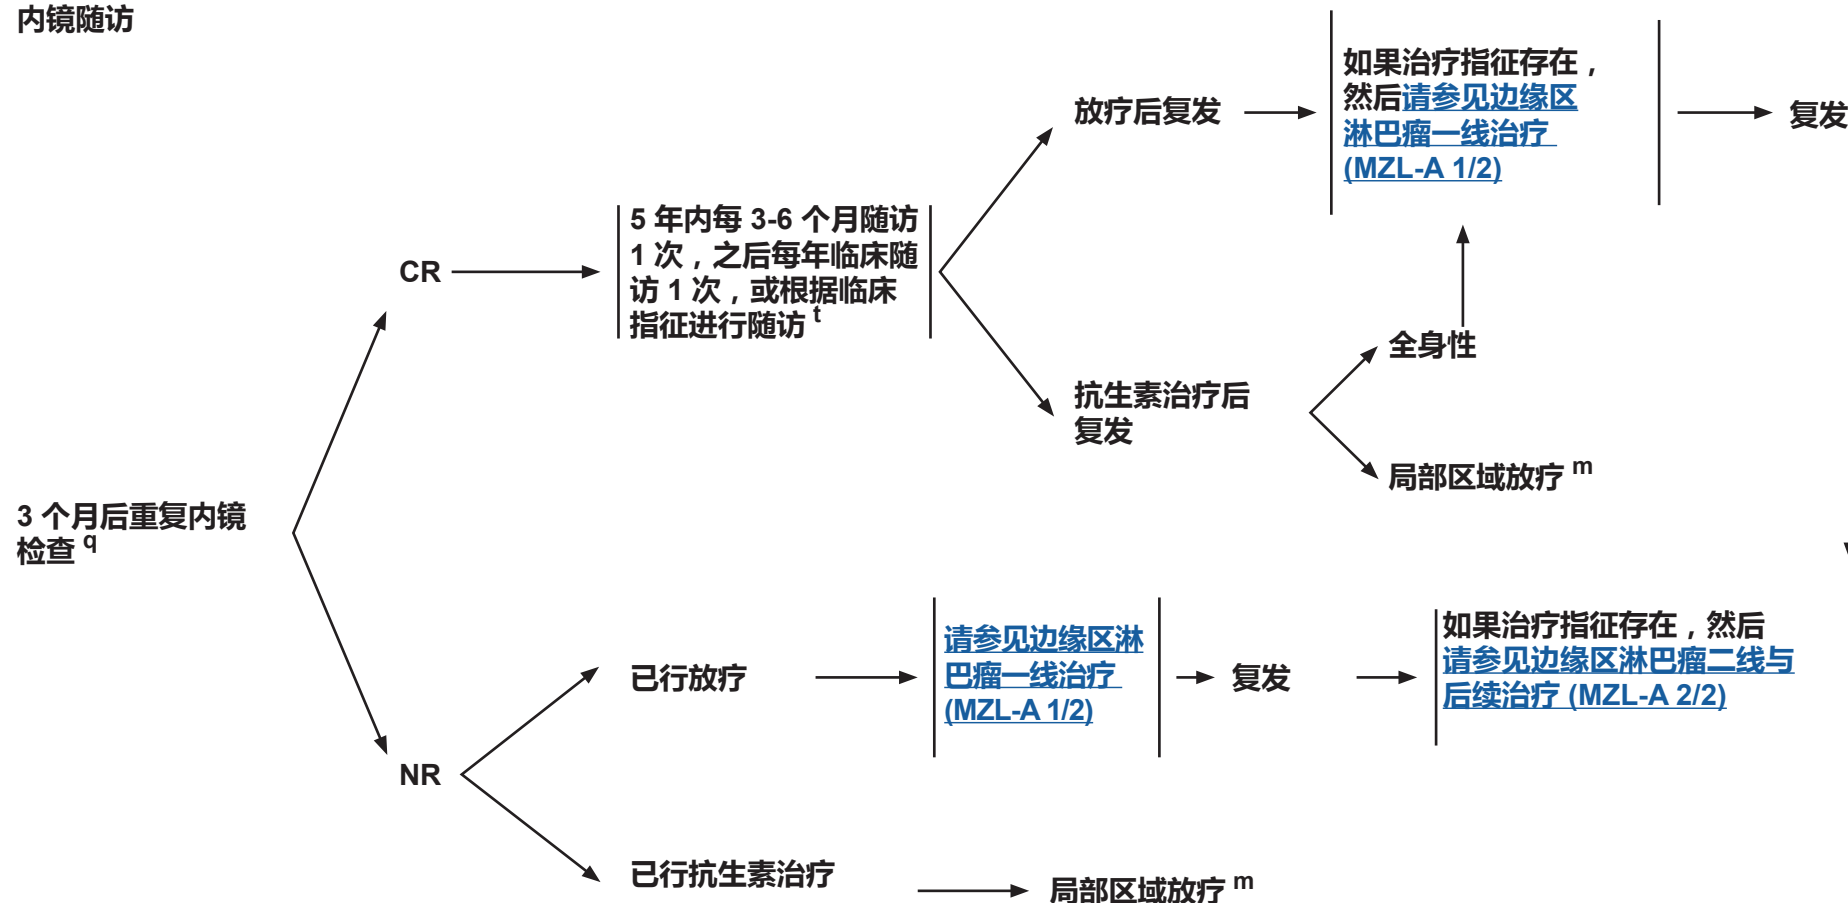 内镜随访
3 个月后重复内镜
检查 q
CR
5 年内每 3-6 个月随访
1 次，之后每年临床随
访 1 次，或根据临床
指征进行随访 t
放疗后复发
如果治疗指征存在，
然后请参见边缘区
淋巴瘤一线治疗
(MZL-A 1/2)
复发
抗生素治疗后
复发
全身性
局部区域放疗 m
NR
已行放疗
请参见边缘区淋
巴瘤一线治疗
(MZL-A 1/2)
复发
如果治疗指征存在，然后
请参见边缘区淋巴瘤二线与
后续治疗 (MZL-A 2/2)
已行抗生素治疗
局部区域放疗 m